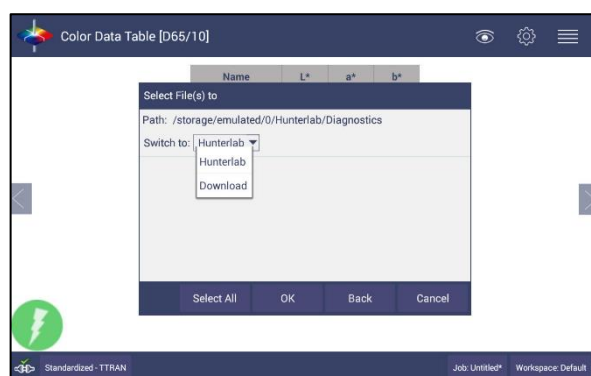 Color Data Table [D65/10]
Name L* a* b*
Select File(s) to
Path: /storage/emulated/0/Hunterlab/Diagnostics
Switch to: Hunterlab
Hunterlab
Download
Select All OK Back Cancel
Standardized - TTRAN Job: Untitled* Workspace: Default